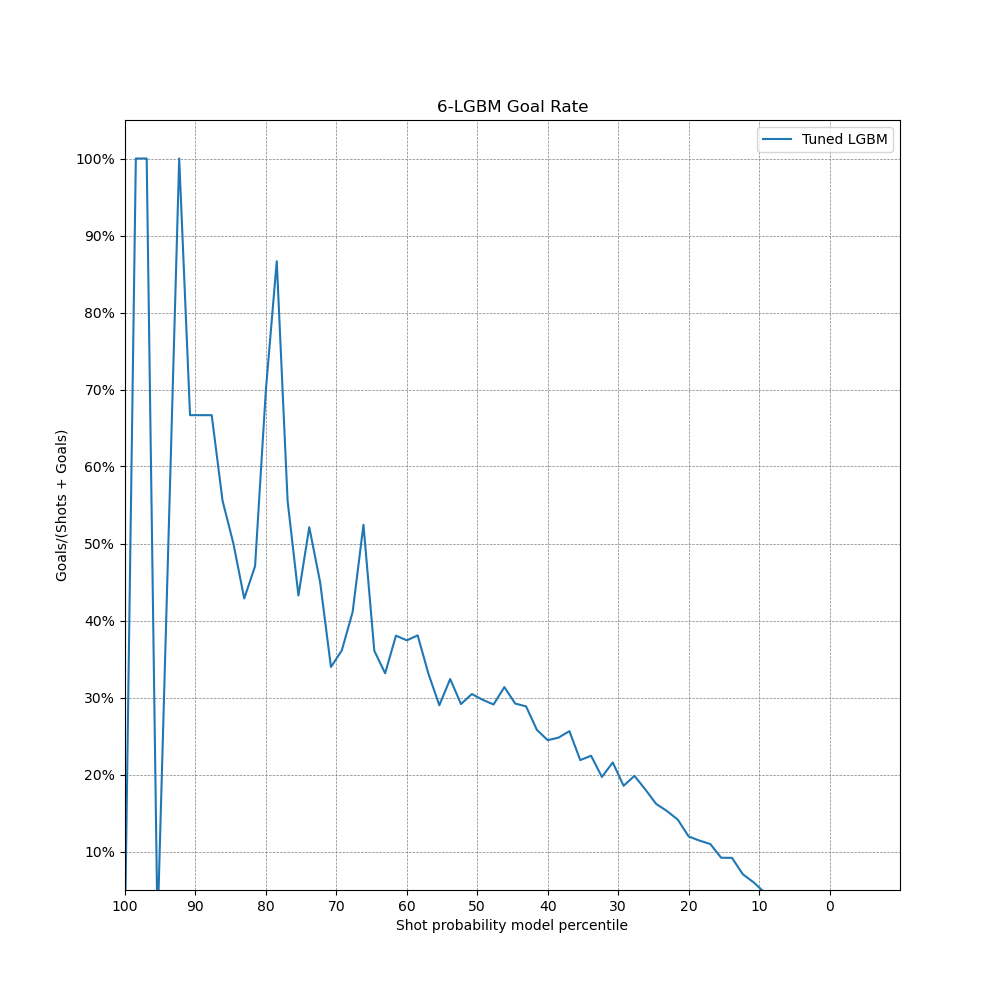 6-LGBM Goal Rate
Tuned LGBM
100%
90%
80%
70%
60%
50%
40%
30%
20%
10%
Goals/(Shots + Goals)
100 90 80 70 60 50 40 30 20 10 0
Shot probability model percentile